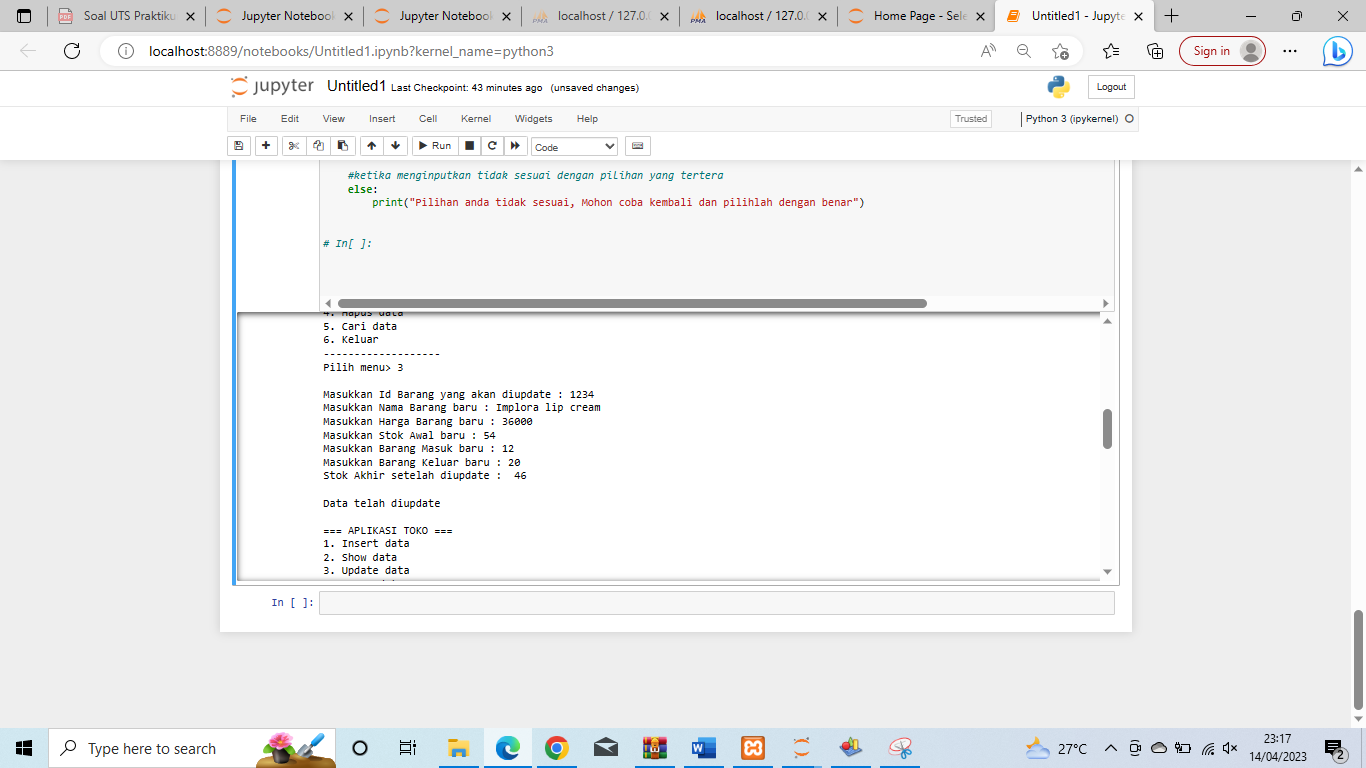 Soal UTS Praktiku
Jupyter Notebook
Jupyter Notebook
localhost / 127.0.0
localhost / 127.0.0
Home Page - Sele
Untitled1 - Jupyte
localhost:8889/notebooks/Untitled1.ipynb?kernel_name=python3
Sign in
jupyter Untitled1 Last Checkpoint: 43 minutes ago (unsaved changes)
Logout
File Edit View Insert Cell Kernel Widgets Help
Trusted
Python 3 (ipykernel)
Run
Code
#ketika menginputkan tidak sesuai dengan pilihan yang tertera
else:
print("Pilihan anda tidak sesuai, Mohon coba kembali dan pilihlah dengan benar")
# In[ ]:
4. Hapus data
5. Cari data
6. Keluar
-------------------
Pilih menu> 3
Masukkan Id Barang yang akan diupdate : 1234
Masukkan Nama Barang baru : Implora lip cream
Masukkan Harga Barang baru : 36000
Masukkan Stok Awal baru : 54
Masukkan Barang Masuk baru : 12
Masukkan Barang Keluar baru : 20
Stok Akhir setelah diupdate :  46
Data telah diupdate
=== APLIKASI TOKO ===
1. Insert data
2. Show data
3. Update data
In [ ]:
Type here to search
27°C
23:17
14/04/2023
2